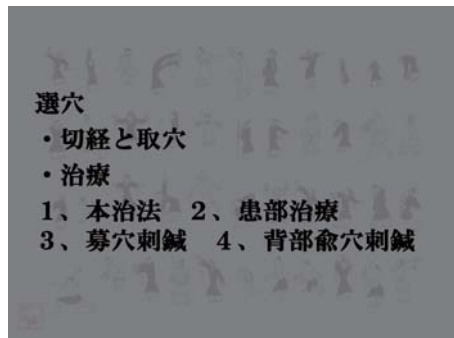 選穴
・切経と取穴
・治療
1、本治法　2、患部治療
3、募穴刺鍼　4、背部兪穴刺鍼